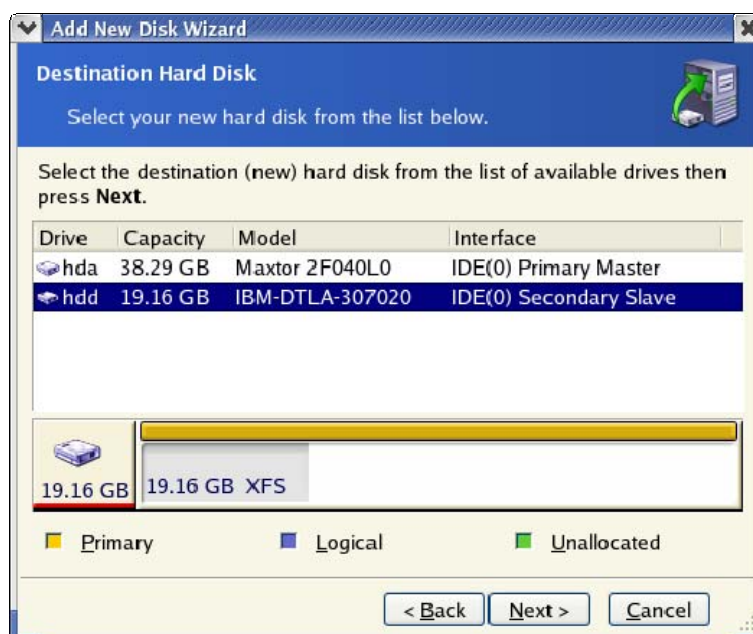 Add New Disk Wizard
Destination Hard Disk
Select your new hard disk from the list below.
Select the destination (new) hard disk from the list of available drives then
press Next.
Drive Capacity Model Interface
hda 38.29 GB Maxtor 2F040L0 IDE(0) Primary Master
hdd 19.16 GB IBM-DTLA-307020 IDE(0) Secondary Slave
19.16 GB 19.16 GB XFS
Primary Logical Unallocated
< Back Next > Cancel